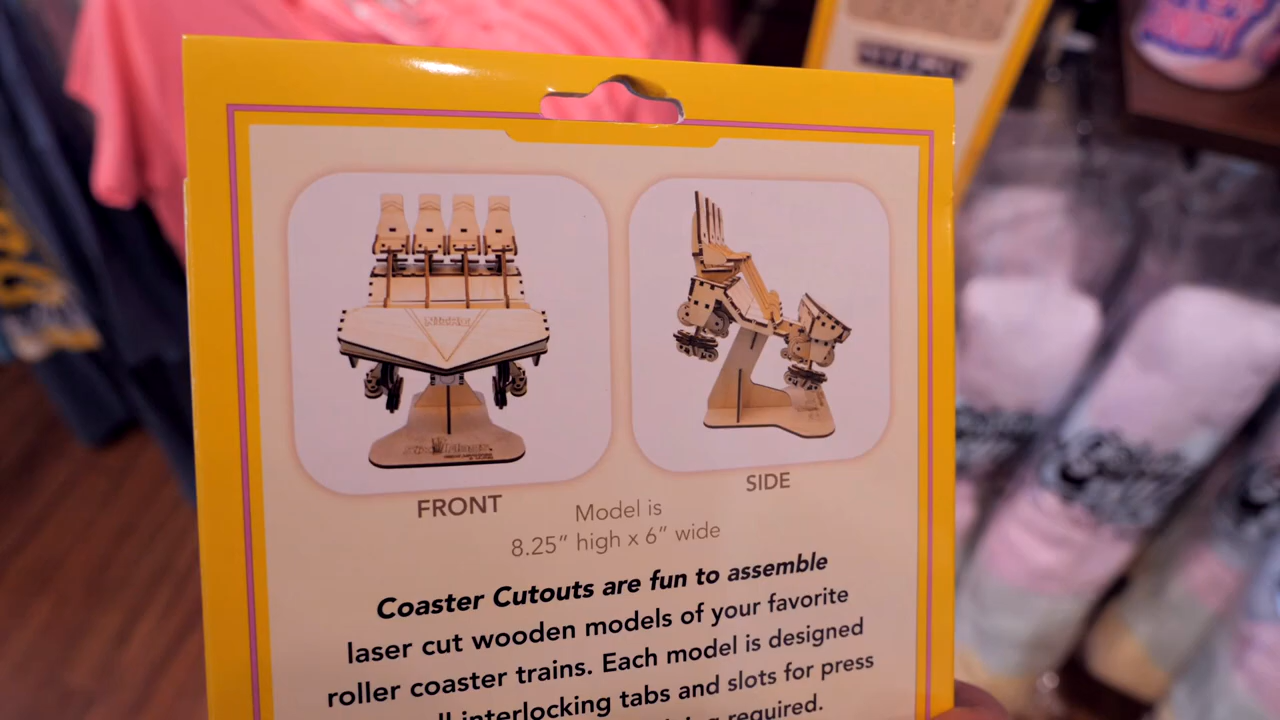 FRONT
SIDE
Model is
8.25" high x 6" wide
Coaster Cutouts are fun to assemble
laser cut wooden models of your favorite
roller coaster trains. Each model is designed
interlocking tabs and slots for press
required.